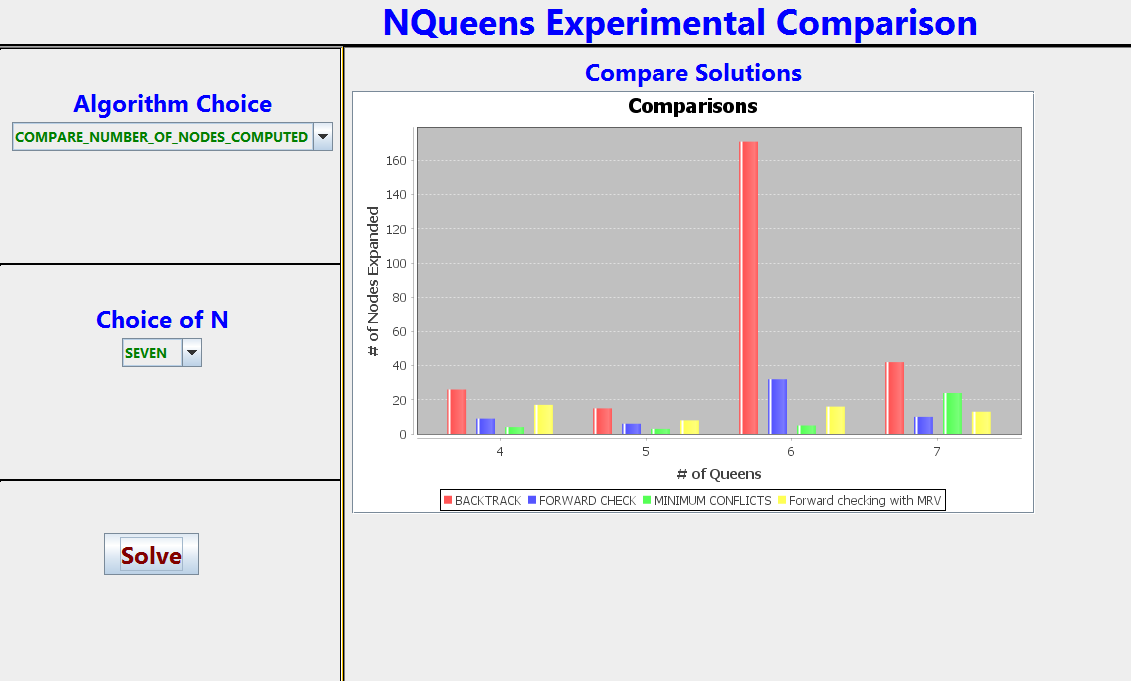 NQueens Experimental Comparison
Algorithm Choice
COMPARE_NUMBER_OF_NODES_COMPUTED
Choice of N
SEVEN
Solve
Compare Solutions
Comparisons
# of Nodes Expanded
160
140
120
100
80
60
40
20
0
4 5 6 7
# of Queens
BACKTRACK FORWARD CHECK MINIMUM CONFLICTS Forward checking with MRV